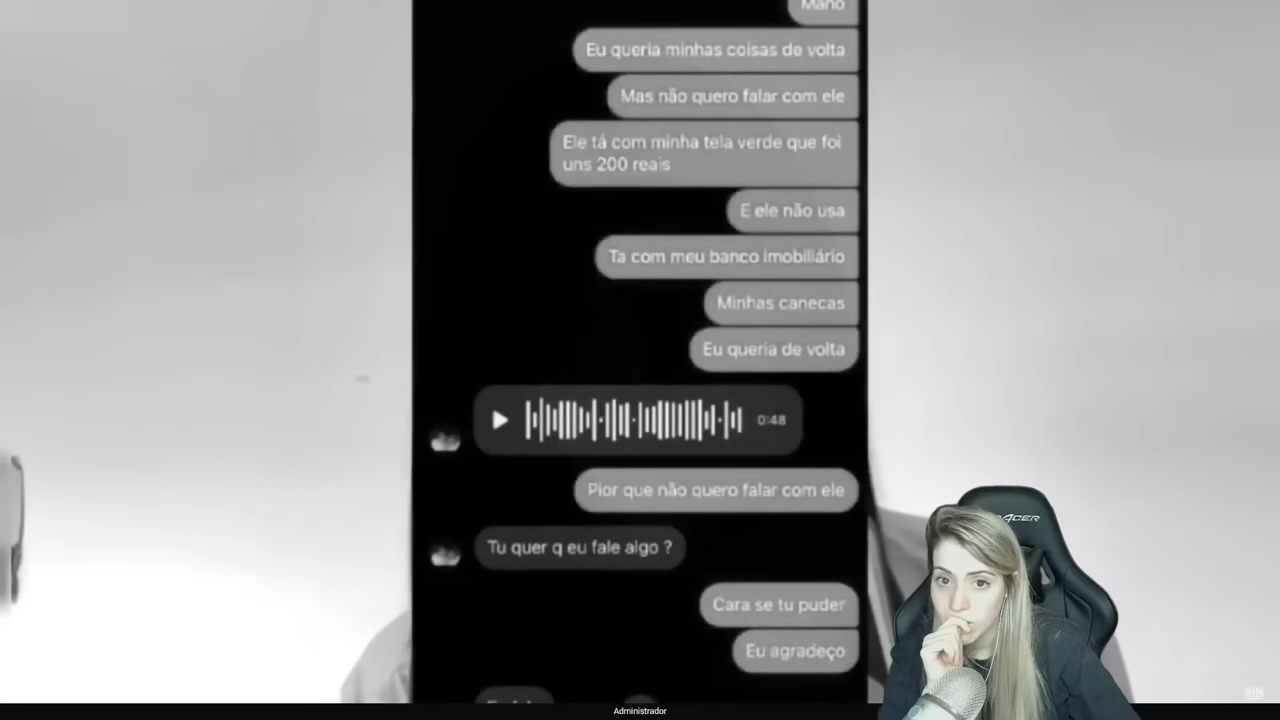 Mano
Eu queria minhas coisas de volta
Mas não quero falar com ele
Ele tá com minha tela verde que foi
uns 200 reais
E ele não usa
Ta com meu banco imobiliário
Minhas canecas
Eu queria de volta
0:48
Pior que não quero falar com ele
Tu quer q eu fale algo ?
Cara se tu puder
Eu agradeço
Administrador